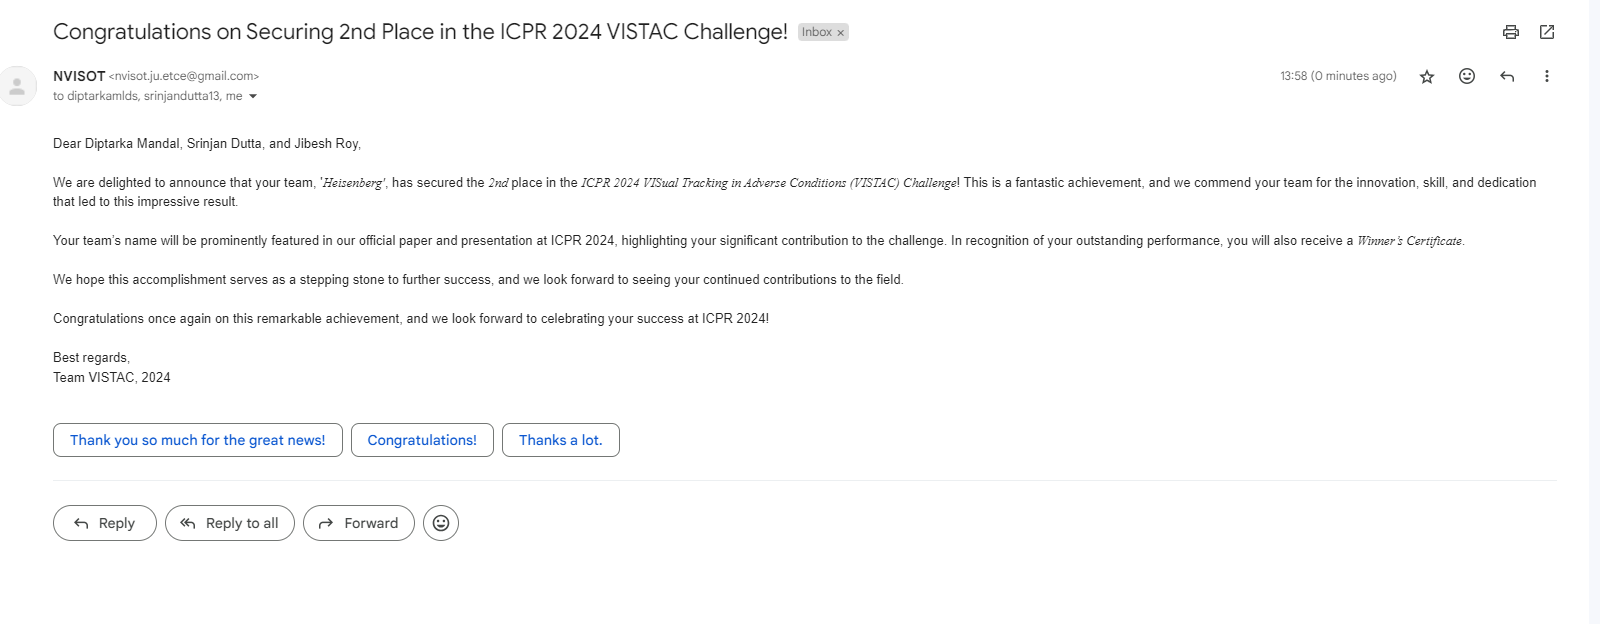 Congratulations on Securing 2nd Place in the ICPR 2024 VISTAC Challenge! Inbox ×
NVISOT <nvisot.ju.etce@gmail.com> 13:58 (0 minutes ago)
to diptarkamlds, srinjandutta13, me
Dear Diptarka Mandal, Srinjan Dutta, and Jibesh Roy,
We are delighted to announce that your team, 'Heisenberg', has secured the 2nd place in the ICPR 2024 VISual Tracking in Adverse Conditions (VISTAC) Challenge! This is a fantastic achievement, and we commend your team for the innovation, skill, and dedication
that led to this impressive result.
Your team's name will be prominently featured in our official paper and presentation at ICPR 2024, highlighting your significant contribution to the challenge. In recognition of your outstanding performance, you will also receive a Winner's Certificate.
We hope this accomplishment serves as a stepping stone to further success, and we look forward to seeing your continued contributions to the field.
Congratulations once again on this remarkable achievement, and we look forward to celebrating your success at ICPR 2024!
Best regards,
Team VISTAC, 2024
Thank you so much for the great news! Congratulations! Thanks a lot.
Reply Reply to all Forward